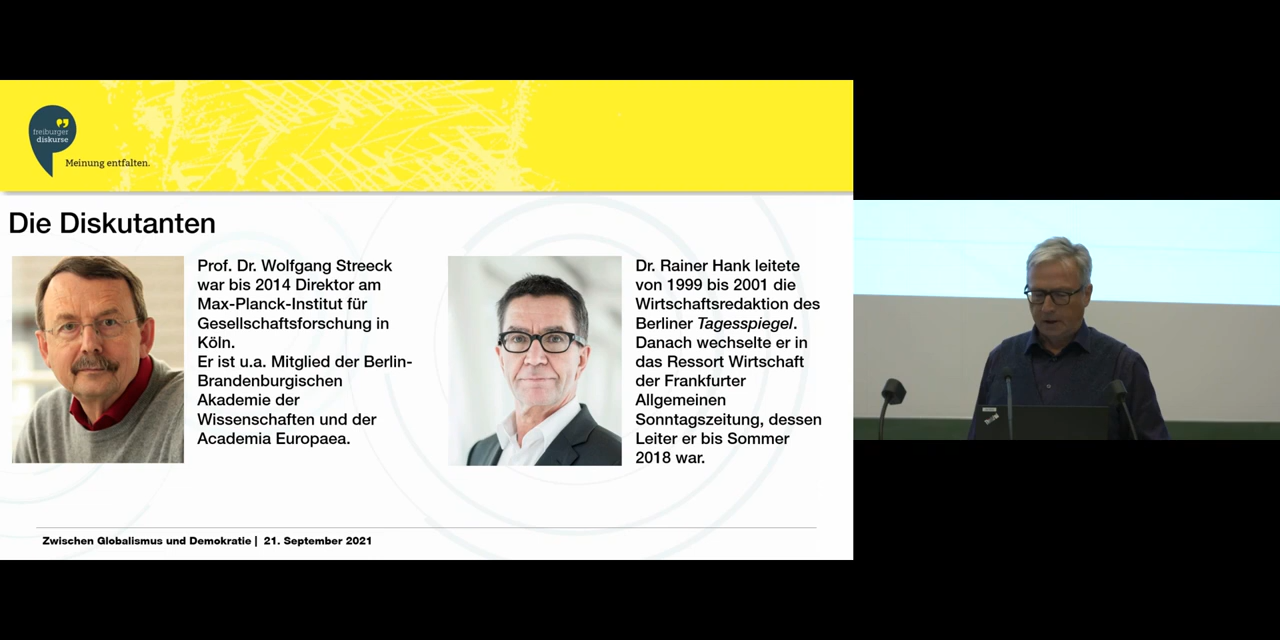 freiburger
diskurse
Meinung entfalten.
Die Diskutanten
Prof. Dr. Wolfgang Streeck
war bis 2014 Direktor am
Max-Planck-Institut für
Gesellschaftsforschung in
Köln.
Er ist u.a. Mitglied der Berlin-
Brandenburgischen
Akademie der
Wissenschaften und der
Academia Europaea.
Dr. Rainer Hank leitete
von 1999 bis 2001 die
Wirtschaftsredaktion des
Berliner Tagesspiegel.
Danach wechselte er in
das Ressort Wirtschaft
der Frankfurter
Allgemeinen
Sonntagszeitung, dessen
Leiter er bis Sommer
2018 war.
Zwischen Globalismus und Demokratie | 21. September 2021